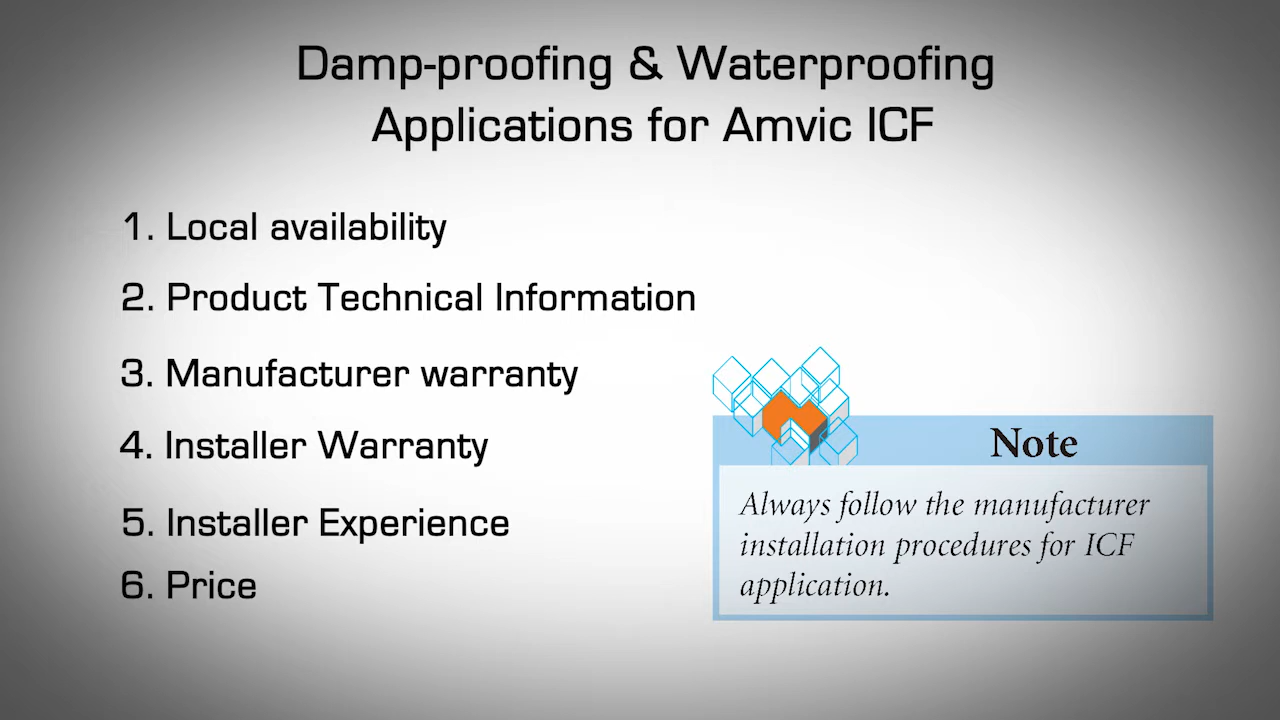 Damp-proofing & Waterproofing
Applications for Amvic ICF
1. Local availability
2. Product Technical Information
3. Manufacturer warranty
4. Installer Warranty
5. Installer Experience
6. Price
Note
Always follow the manufacturer
installation procedures for ICF
application.